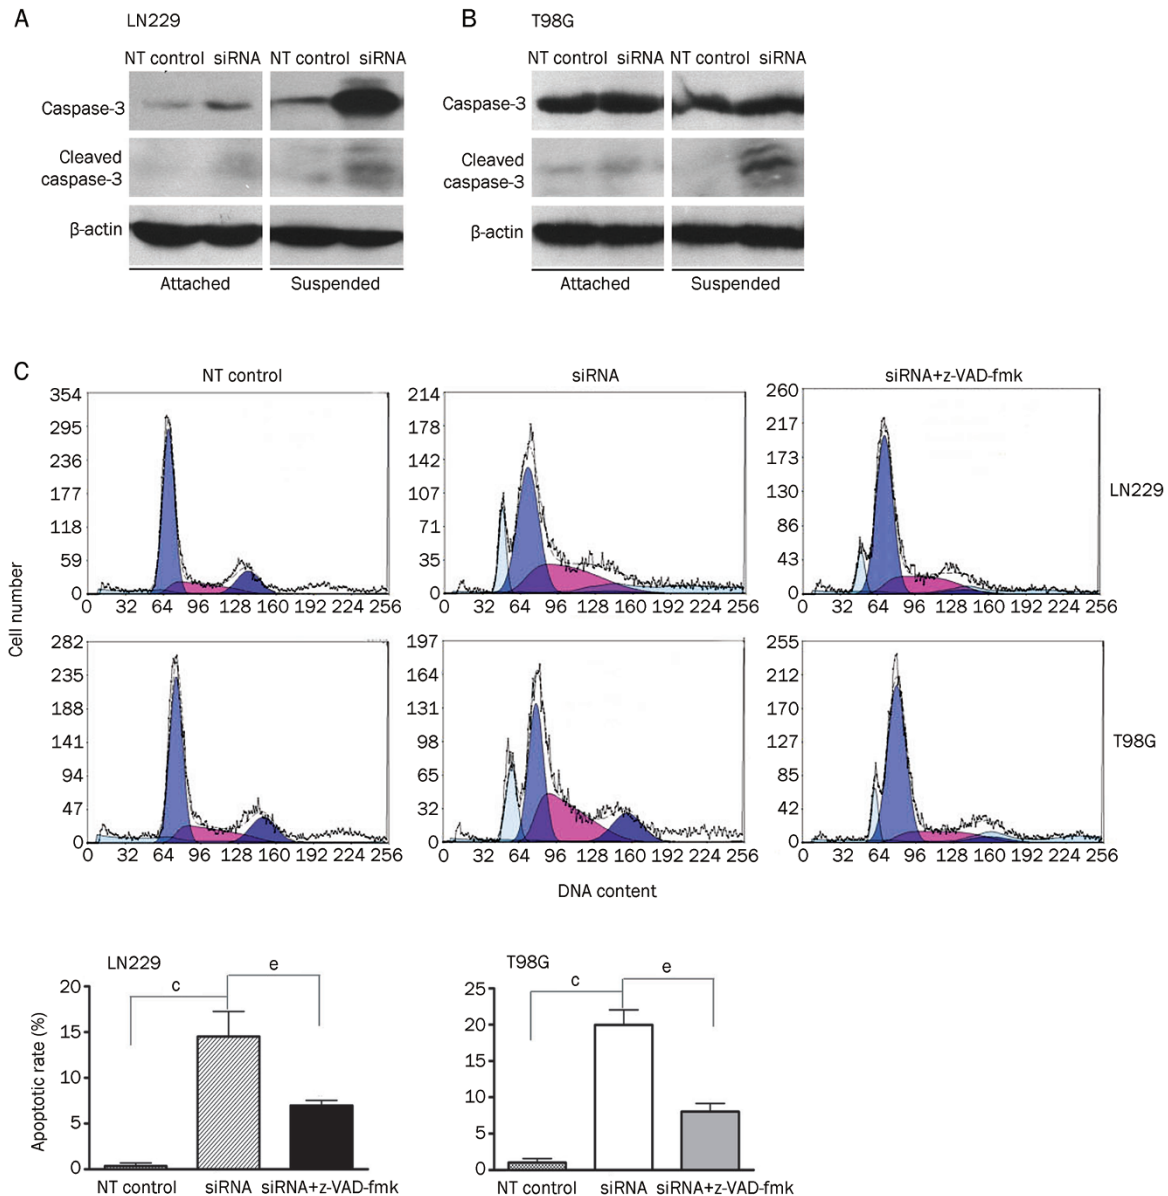 A LN229
B T98G
NT control siRNA NT control siRNA
NT control siRNA NT control siRNA
Caspase-3
Caspase-3
Cleaved
caspase-3
Cleaved
caspase-3
β-actin
β-actin
Attached Suspended
Attached Suspended
C
NT control siRNA siRNA+z-VAD-fmk
Cell number
354
295
236
177
118
59
0
0 32 64 96 128 160 192 224 256
214
178
142
107
71
35
0
0 32 64 96 128 160 192 224 256
260
217
173
130
86
43
0
0 32 64 96 128 160 192 224 256
LN229
282
235
188
141
94
47
0
0 32 64 96 128 160 192 224 256
197
164
131
98
65
32
0
0 32 64 96 128 160 192 224 256
255
212
170
127
85
42
0
0 32 64 96 128 160 192 224 256
T98G
DNA content
LN229
c e
Apoptotic rate (%)
20
15
10
5
0
NT control siRNA siRNA+z-VAD-fmk
T98G
c e
25
20
15
10
5
0
NT control siRNA siRNA+z-VAD-fmk